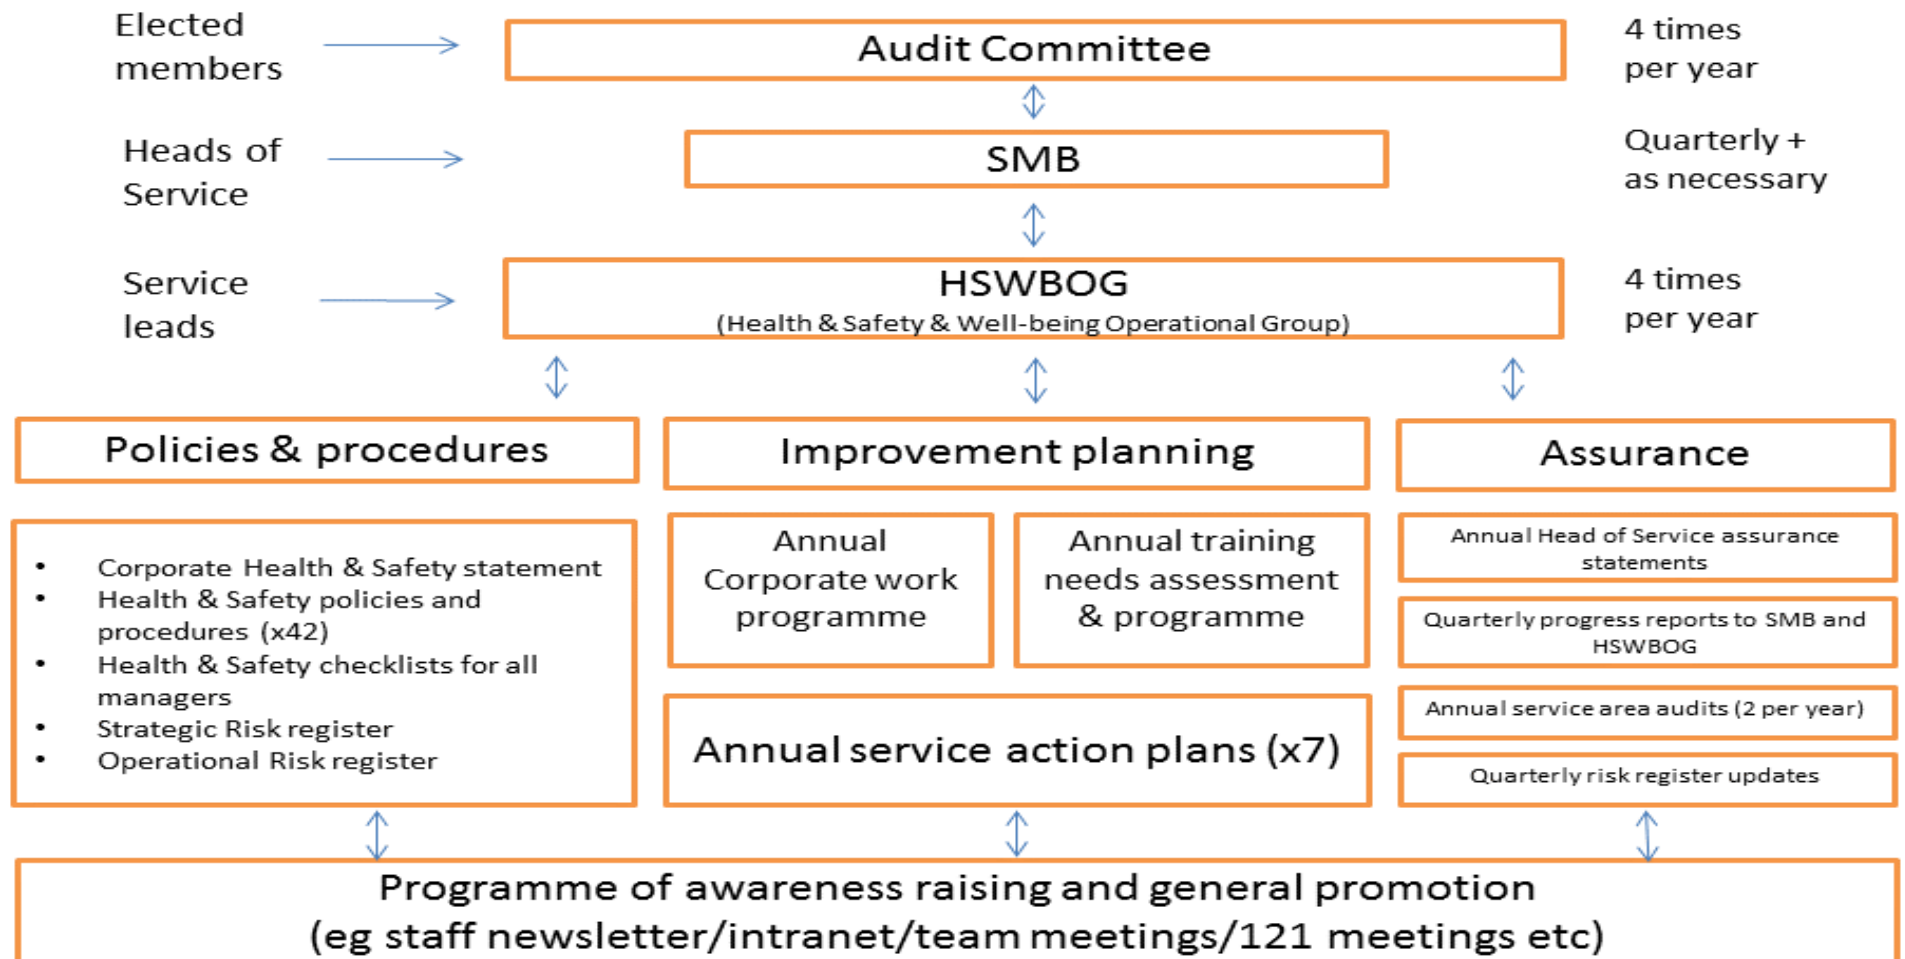 Elected
members
Audit Committee
4 times
per year
Heads of
Service
SMB
Quarterly +
as necessary
Service
leads
HSWBOG
(Health & Safety & Well-being Operational Group)
4 times
per year
Policies & procedures
Improvement planning
Assurance
• Corporate Health & Safety statement
• Health & Safety policies and
procedures (x42)
• Health & Safety checklists for all
managers
• Strategic Risk register
• Operational Risk register
Annual
Corporate work
programme
Annual training
needs assessment
& programme
Annual service action plans (x7)
Annual Head of Service assurance
statements
Quarterly progress reports to SMB and
HSWBOG
Annual service area audits (2 per year)
Quarterly risk register updates
Programme of awareness raising and general promotion
(eg staff newsletter/intranet/team meetings/121 meetings etc)